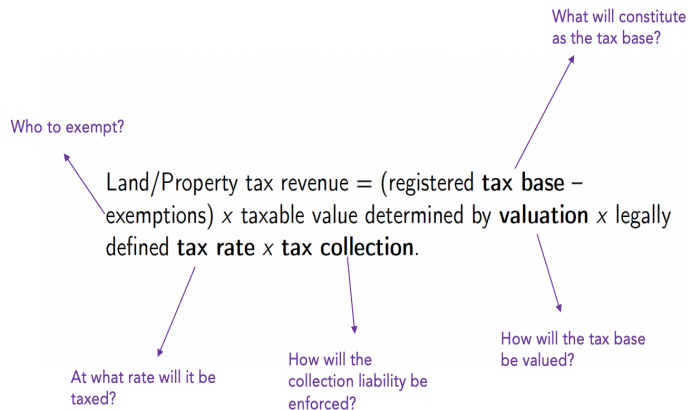 What will constitute
as the tax base?
Who to exempt?
Land/Property tax revenue = (registered tax base –
exemptions) x taxable value determined by valuation x legally
defined tax rate x tax collection.
How will the tax base
be valued?
How will the
collection liability be
enforced?
At what rate will it be
taxed?